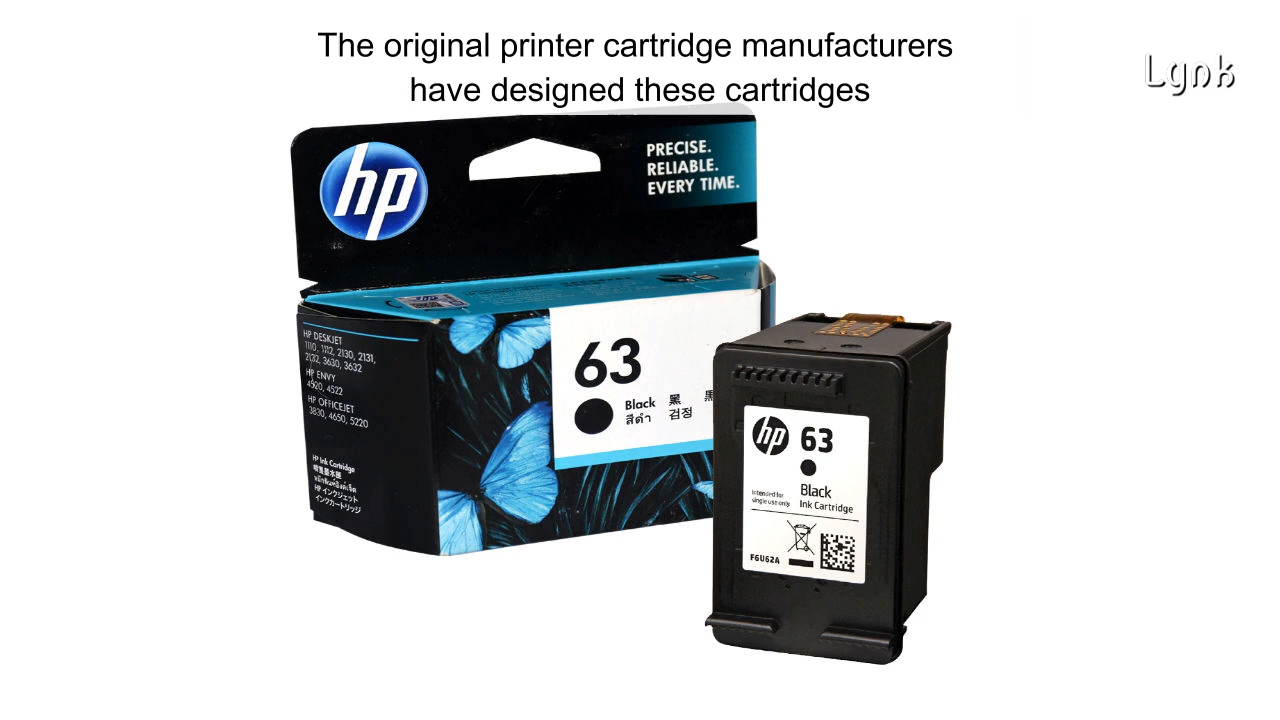 The original printer cartridge manufacturers
have designed these cartridges
Lynk
hp
PRECISE.
RELIABLE.
EVERY TIME.
hp
HP DESKJET
1110, 1112, 2130, 2131,
2132, 3630, 3632
HP ENVY
4520, 4522
HP OFFICEJET
3830, 4650, 5220
HP Ink Cartridge
HP インクジェット
インクカートリッジ
63
Black 黑
สีดำ 검정
hp 63
Black
Intended for
single use only.
Ink Cartridge
F6U62A